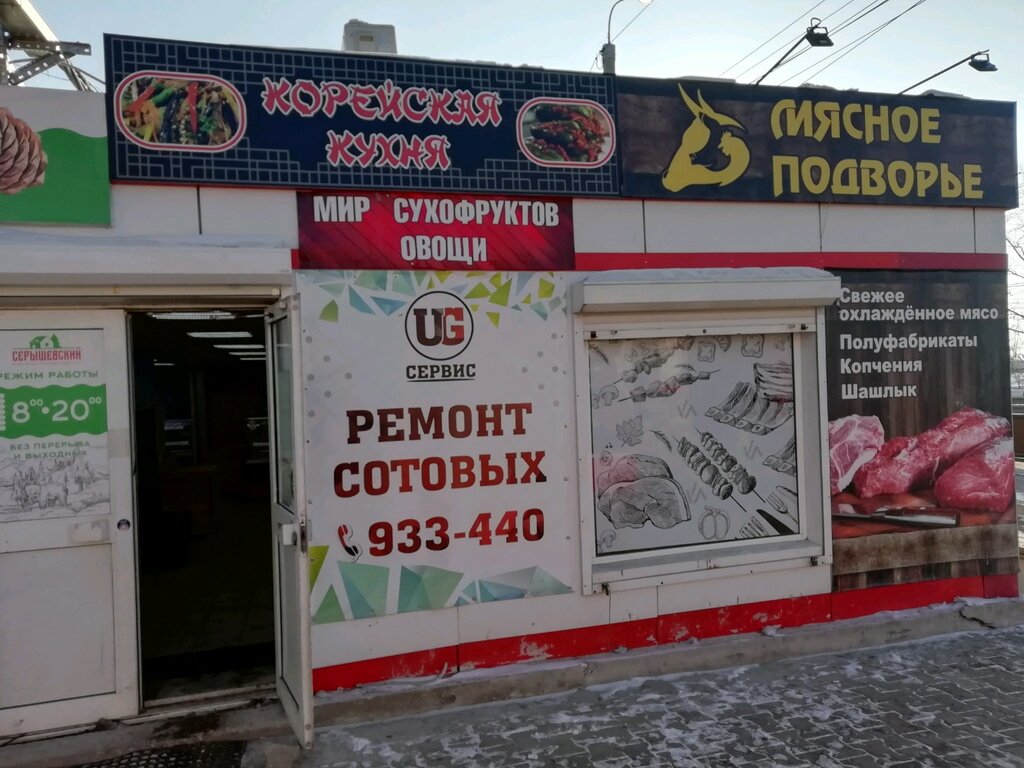 КОРЕЙСКАЯ
КУХНЯ
МЯСНОЕ
ПОДВОРЬЕ
МИР СУХОФРУКТОВ
ОВОЩИ
UG
СЕРВИС
РЕМОНТ
СОТОВЫХ
933-440
Свежее
охлаждённое мясо
Полуфабрикаты
Копчения
Шашлык
СЕРЫШЕВСКИЙ
РЕЖИМ РАБОТЫ
8⁰⁰•20⁰⁰
БЕЗ ПЕРЕРЫВА
И ВЫХОДНЫХ